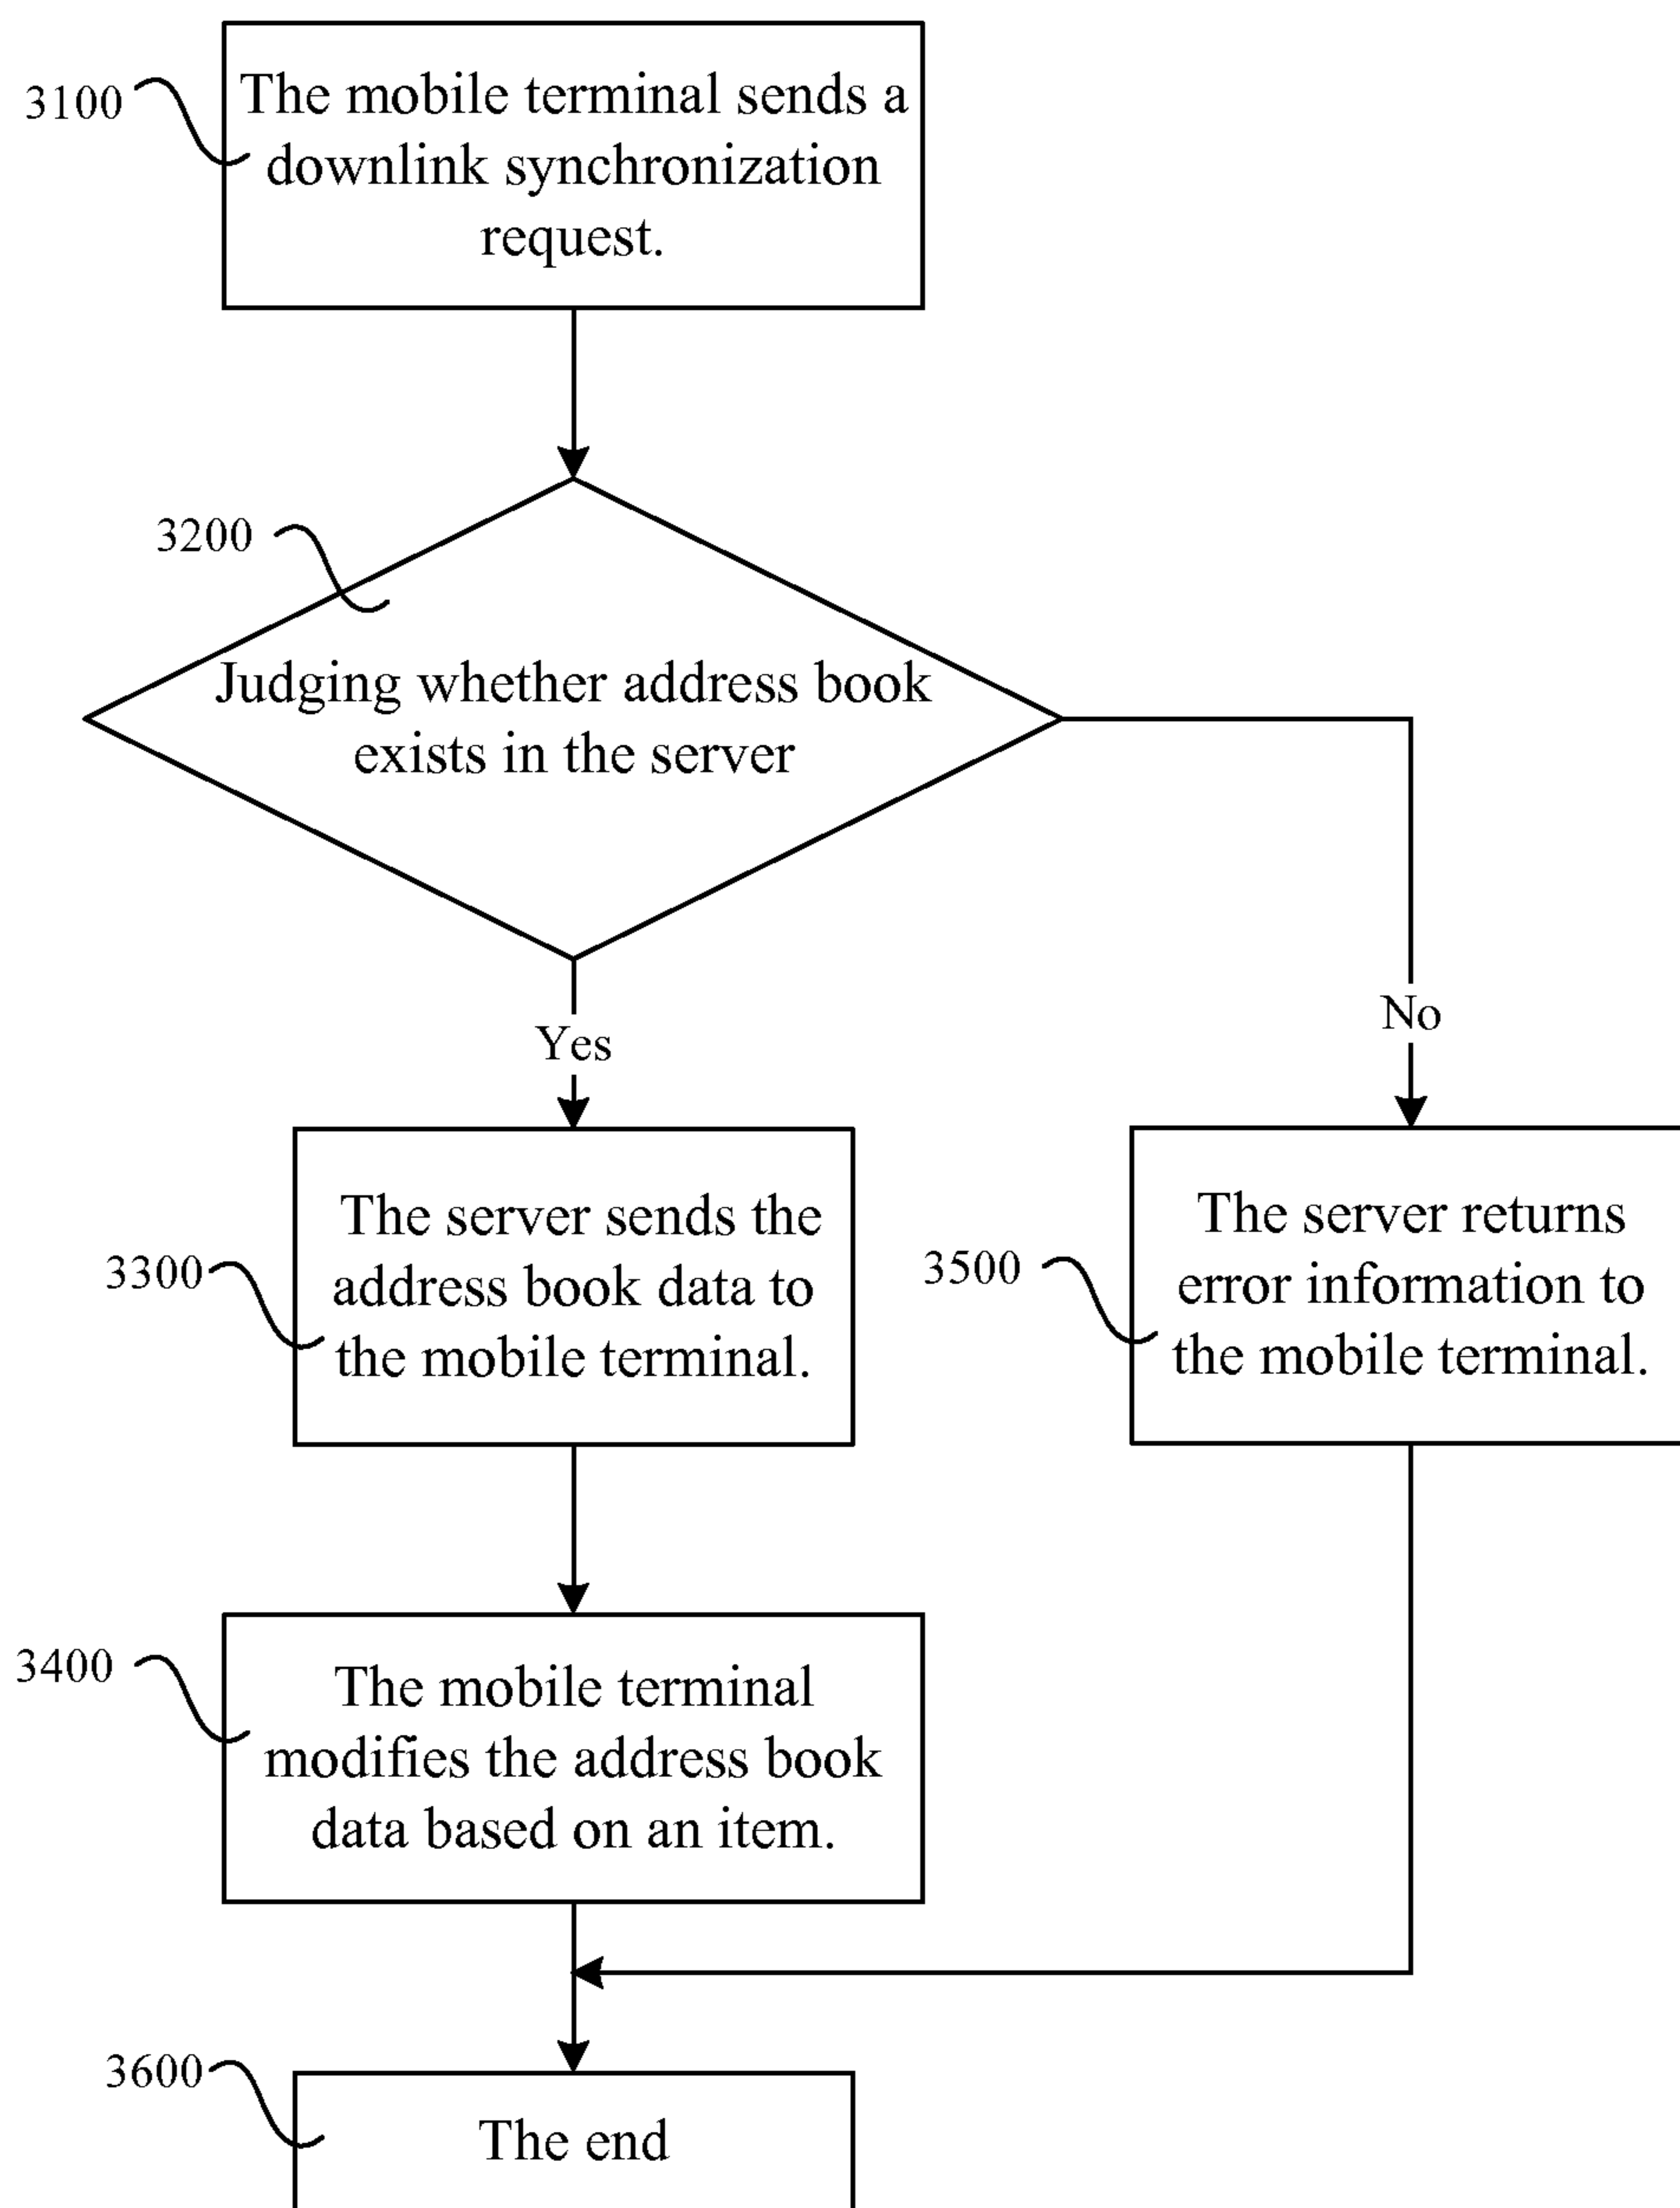 3100
The mobile terminal sends a
downlink synchronization
request.
3200
Judging whether address book
exists in the server
Yes
No
3300
The server sends the
address book data to
the mobile terminal.
3500
The server returns
error information to
the mobile terminal.
3400
The mobile terminal
modifies the address book
data based on an item.
3600
The end